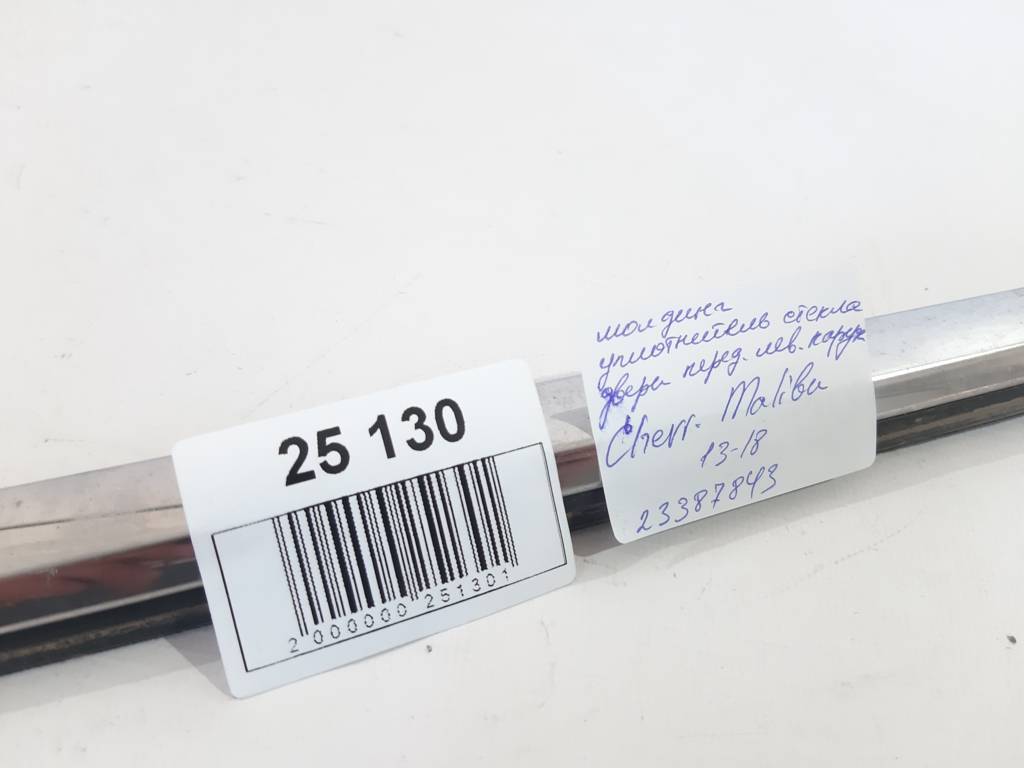 25 130
2 000000 251301
молдинг
уплотнитель стекла
двери перед. лев. наруж
Chevr. Malibu
13-18
23387843